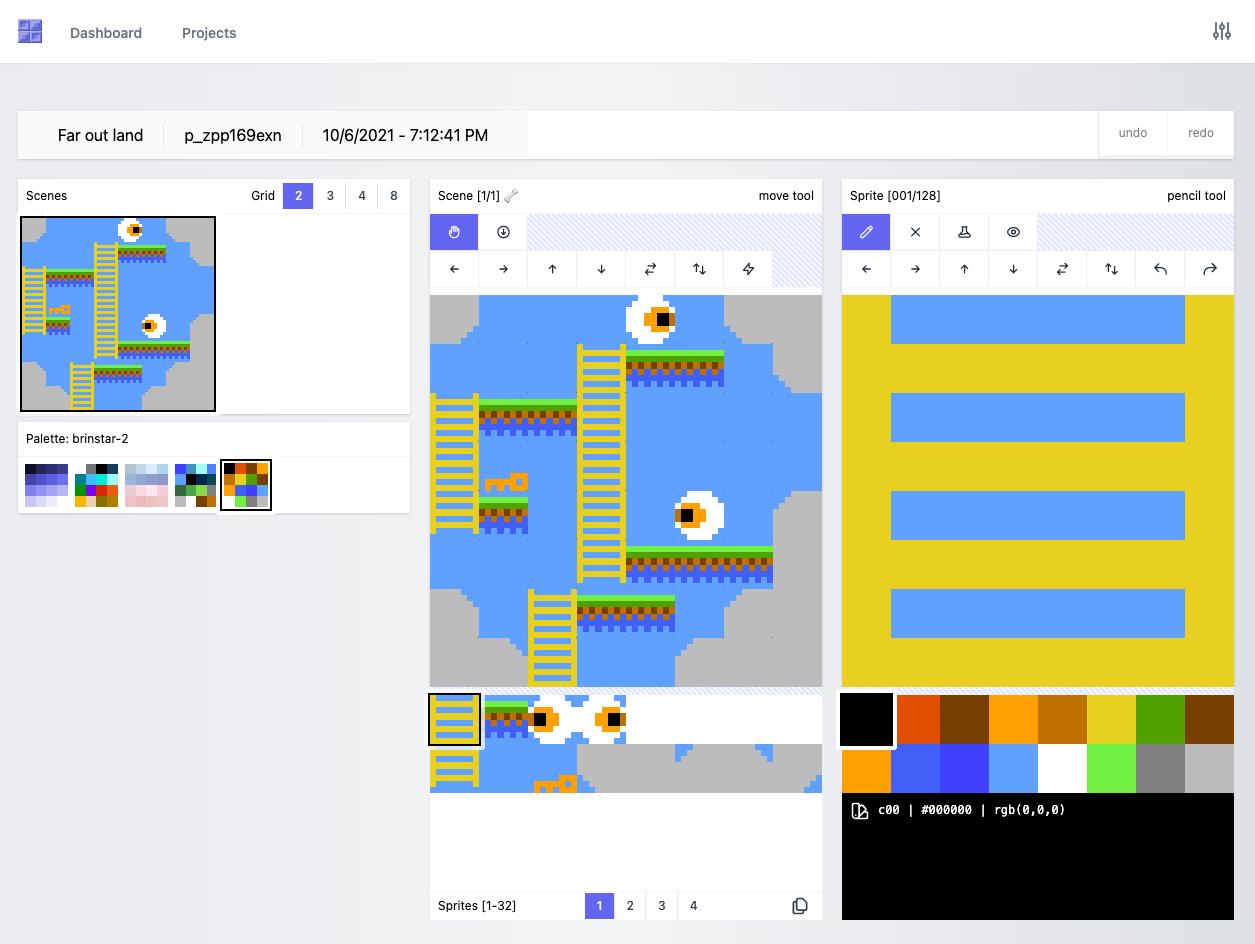 Dashboard Projects
Far out land p_zpp169exn 10/6/2021 - 7:12:41 PM undo redo
Scenes Grid 2 3 4 8
Palette: brinstar-2
Scene [1/1] 🦴 move tool
Sprites [1-32] 1 2 3 4
Sprite [001/128] pencil tool
c00 | #000000 | rgb(0,0,0)